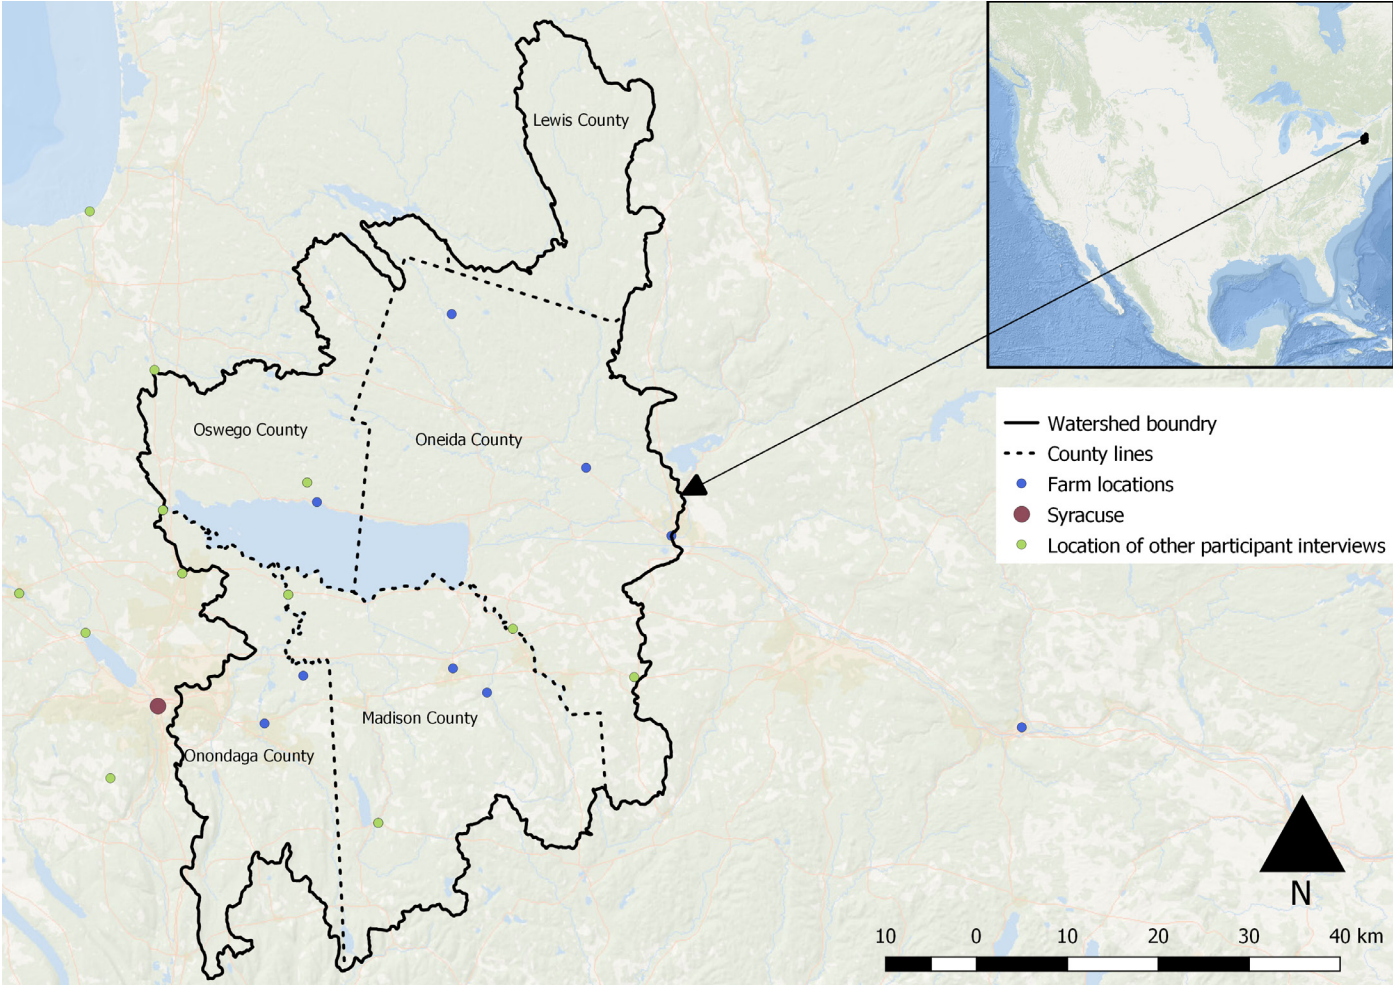 Lewis County
Oswego County
Oneida County
Madison County
Onondaga County
Watershed boundry
County lines
Farm locations
Syracuse
Location of other participant interviews
N
10 0 10 20 30 40 km